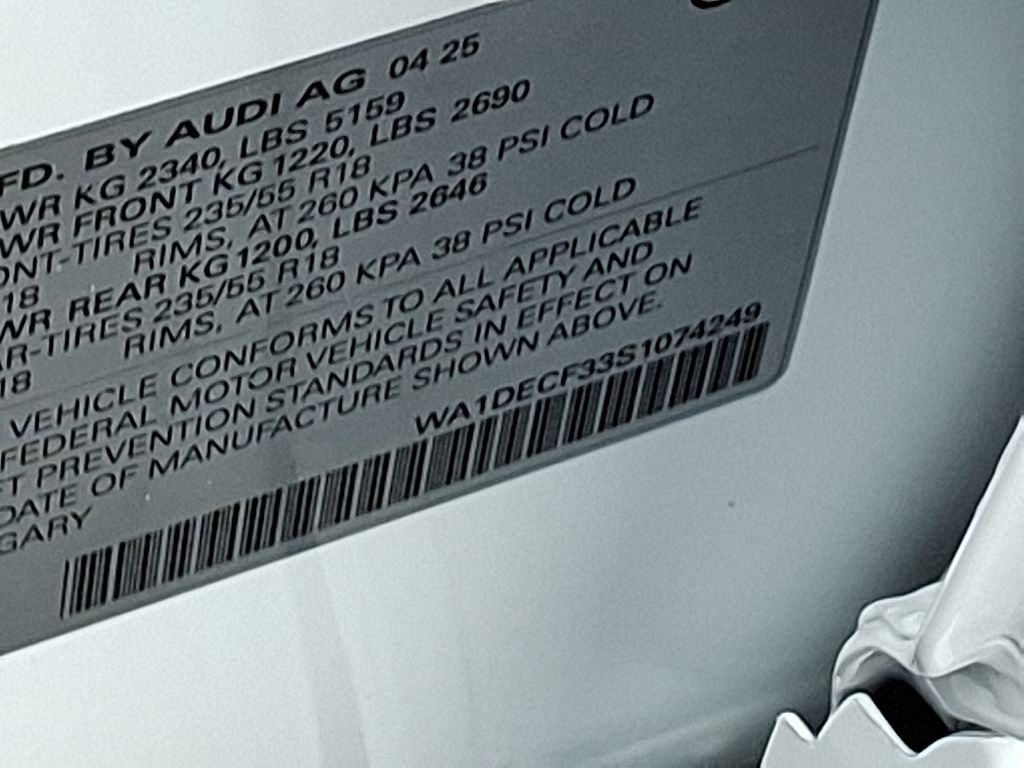 FD. BY AUDI AG 04 25
WR KG 2340, LBS 5159
WR FRONT KG 1220, LBS 2690
ONT-TIRES 235/55 R18
RIMS, AT 260 KPA 38 PSI COLD
18
WR REAR KG 1200, LBS 2646
AR-TIRES 235/55 R18
RIMS, AT 260 KPA 38 PSI COLD
18
VEHICLE CONFORMS TO ALL APPLICABLE
FEDERAL MOTOR VEHICLE SAFETY AND
FT PREVENTION STANDARDS IN EFFECT ON
DATE OF MANUFACTURE SHOWN ABOVE.
GARY
WA1DECF33S1074249